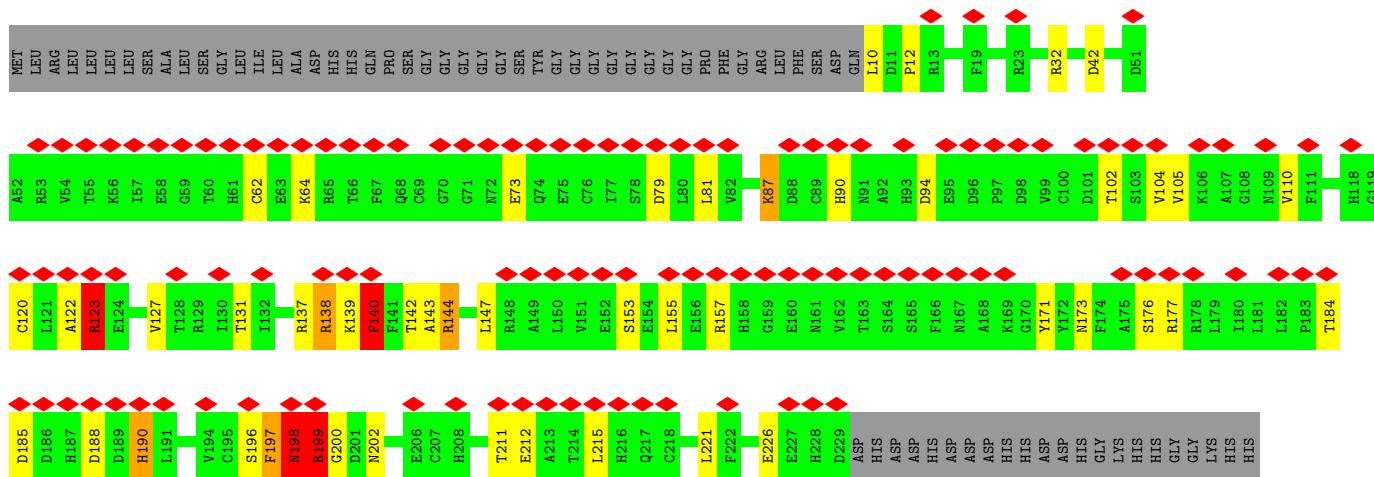 MET LEU ARG LEU LEU LEU LEU LEU SER ALA LEU SER GLY LEU ILE LEU ALA ASP HIS HIS GLN PRO SER GLY GLY GLY GLY GLY SER TYR GLY GLY GLY GLY GLY GLY GLY GLY PRO PHE GLY ARG LEU PHE SER ASP GLN L10 D11 P12 R13 F19 R23 R32 D42 D51
A52 R53 V54 T55 K56 I57 E58 G59 T60 H61 C62 E63 K64 R65 T66 F67 Q68 C69 G70 G71 N72 E73 Q74 E75 C76 I77 S78 D79 L80 L81 V82 K87 D88 C89 H90 N91 A92 H93 D94 E95 D96 P97 D98 V99 C100 D101 T102 S103 V104 V105 K106 A107 G108 N109 V110 F111 H118 G119
C120 L121 A122 R123 E124 V127 T128 R129 I130 T131 I132 R137 R138 K139 F140 F141 T142 A143 R144 L147 R148 A149 L150 V151 E152 S153 E154 L155 E156 R157 H158 G159 E160 N161 V162 T163 S164 S165 F166 N167 A168 K169 G170 Y171 Y172 N173 F174 A175 S176 R177 R178 L179 I180 L181 L182 P183 T184
D185 D186 H187 D188 D189 H190 L191 V194 C195 S196 F197 N198 R199 G200 D201 N202 E206 C207 H208 T211 E212 A213 T214 L215 H216 Q217 C218 L221 F222 E226 E227 H228 D229 ASP HIS ASP ASP HIS ASP ASP ASP HIS HIS ASP ASP HIS GLY LYS HIS HIS GLY GLY LYS HIS HIS